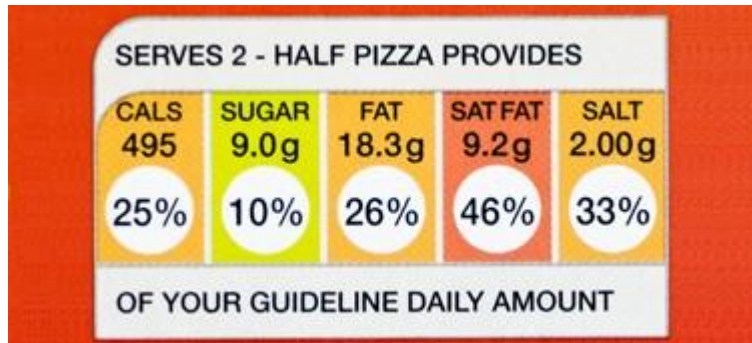 SERVES 2 - HALF PIZZA PROVIDES
CALS SUGAR FAT SAT FAT SALT
495 9.0g 18.3g 9.2g 2.00g
25% 10% 26% 46% 33%
OF YOUR GUIDELINE DAILY AMOUNT